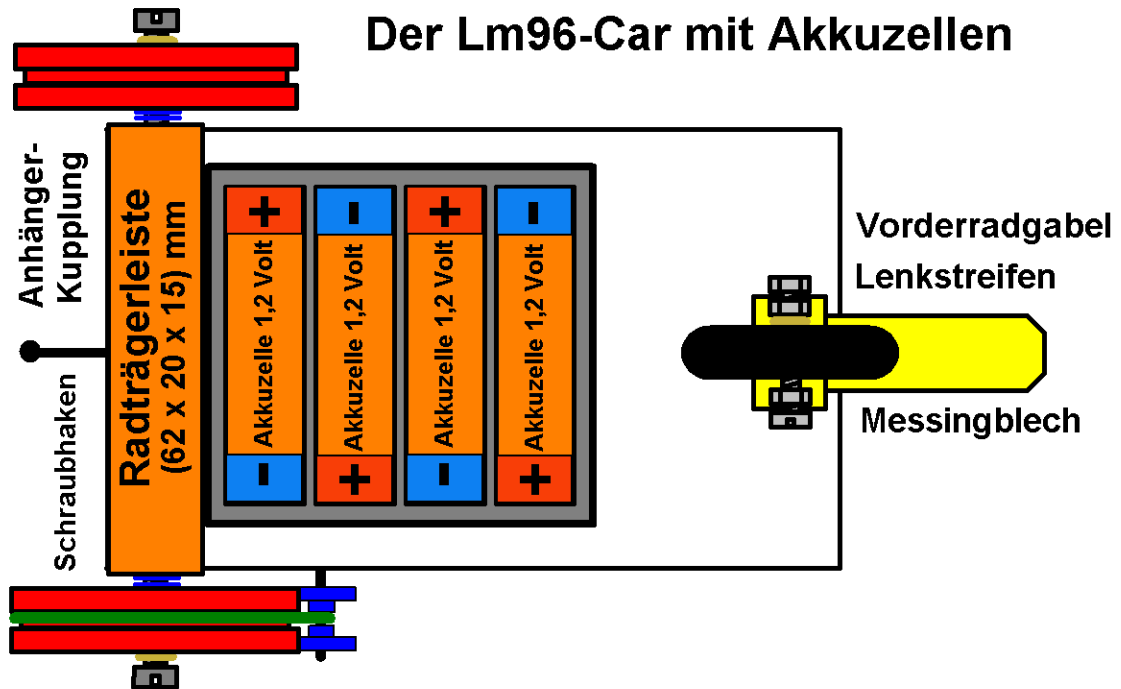 Der Lm96-Car mit Akkuzellen
Anhänger-
Kupplung
Schraubhaken
Radträgerleiste
(62 x 20 x 15) mm
+
-
+
-
Akkuzelle 1,2 Volt
Akkuzelle 1,2 Volt
Akkuzelle 1,2 Volt
Akkuzelle 1,2 Volt
-
+
-
+
Vorderradgabel
Lenkstreifen
Messingblech